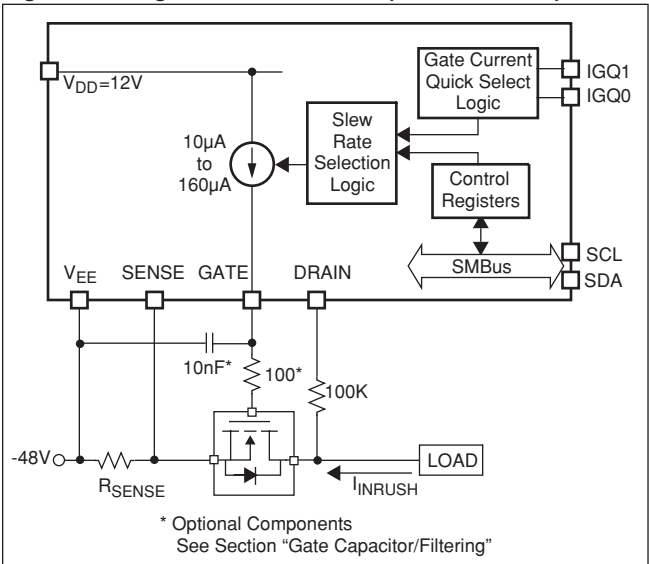 Gate Current
Quick Select
Logic
IGQ1
IGQ0
VDD=12V
10µA
to
160µA
Slew
Rate
Selection
Logic
Control
Registers
SCL
SMBus
SDA
VEE SENSE GATE DRAIN
10nF*
100*
100K
-48V
RSENSE
LOAD
IINRUSH
* Optional Components
See Section “Gate Capacitor/Filtering”